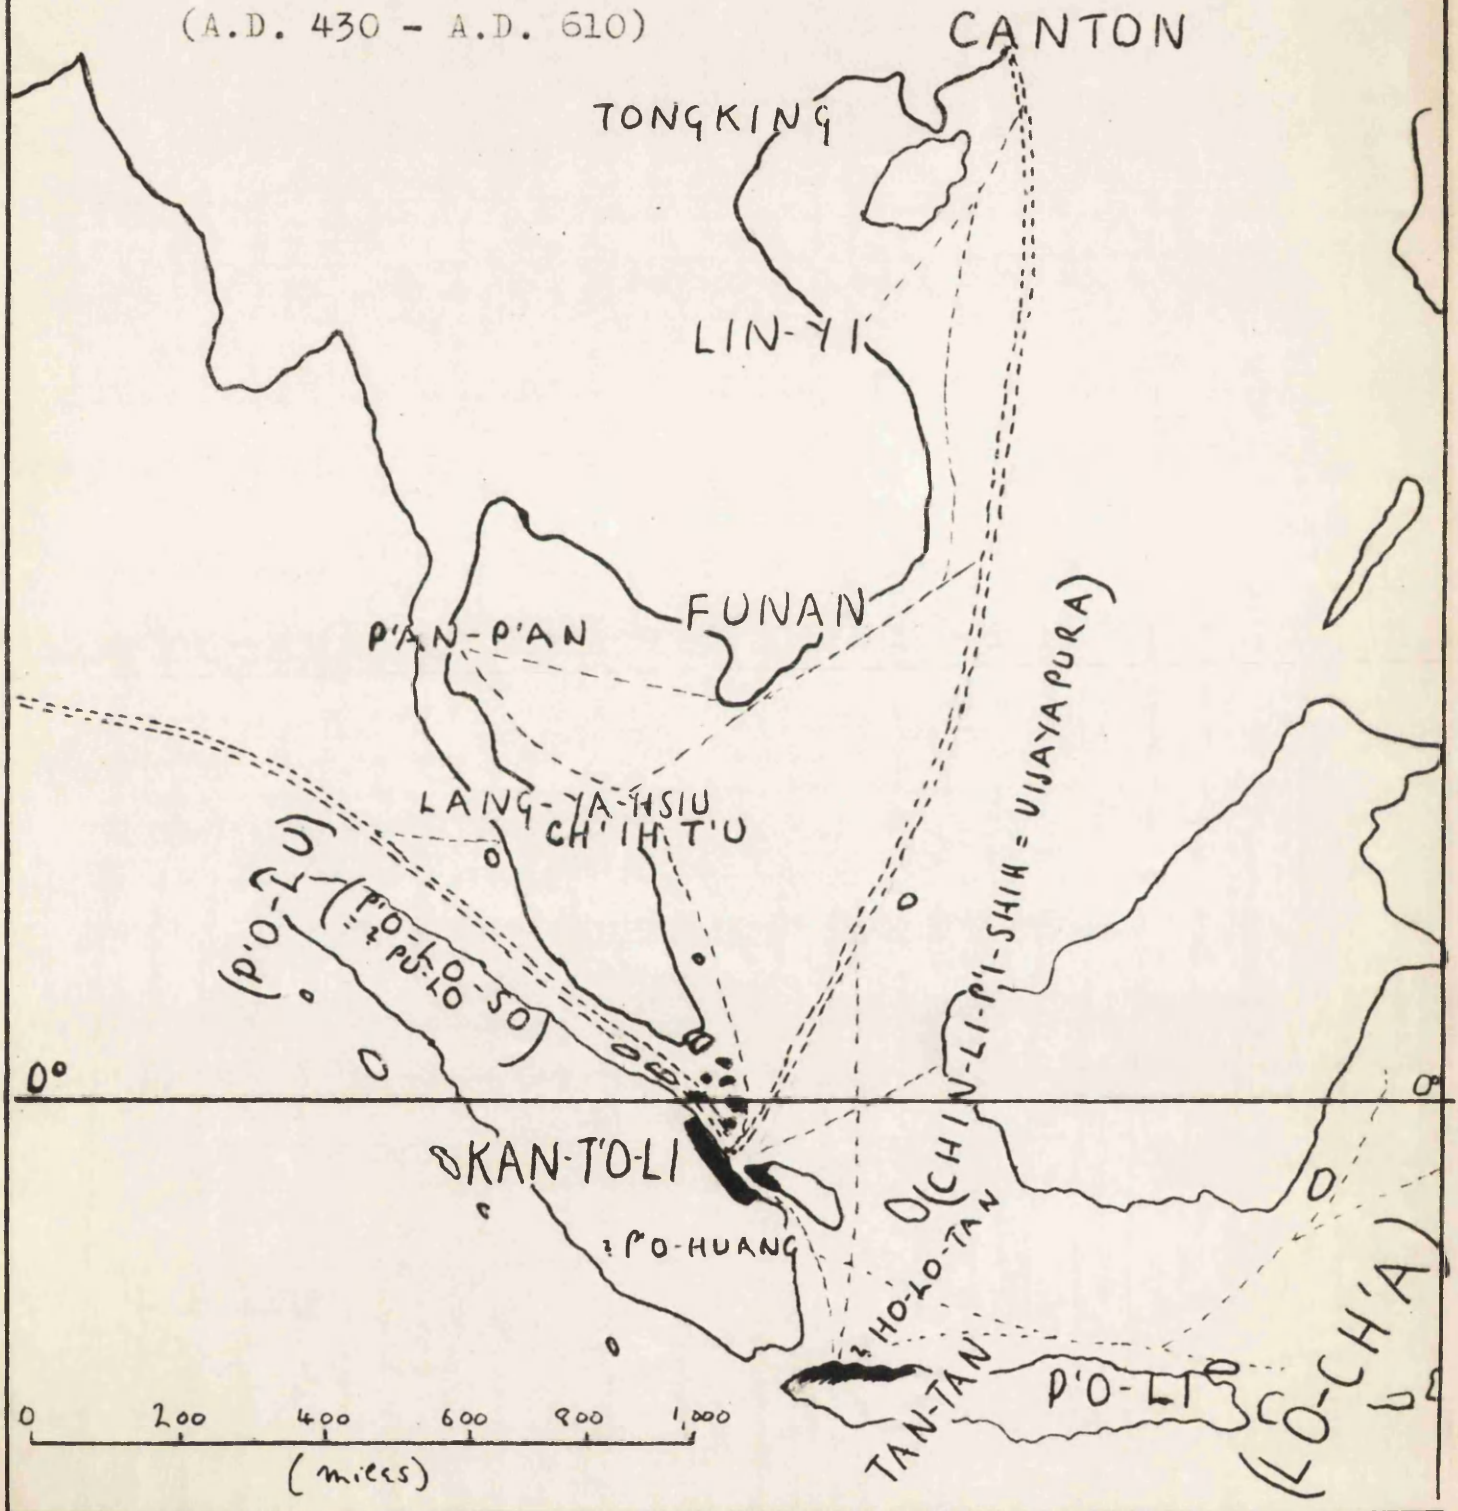 (A.D. 430 - A.D. 610)
CANTON
TONGKING
LIN-YI
FUNAN
P'AN-P'AN
LANG-YA-HSIU
CH'IH T'U
(P'O-LU)
(P'O-LO-SO)
= ? PU-LO
(CHIN-LI-P'I-SHIH = VIJAYAPURA)
0°
0°
KAN-T'O-LI
? P'O-HUANG
? HO-LO-TAN
TAN-TAN
P'O-LI
(LO-CH'A)
0 200 400 600 800 1,000
(miles)